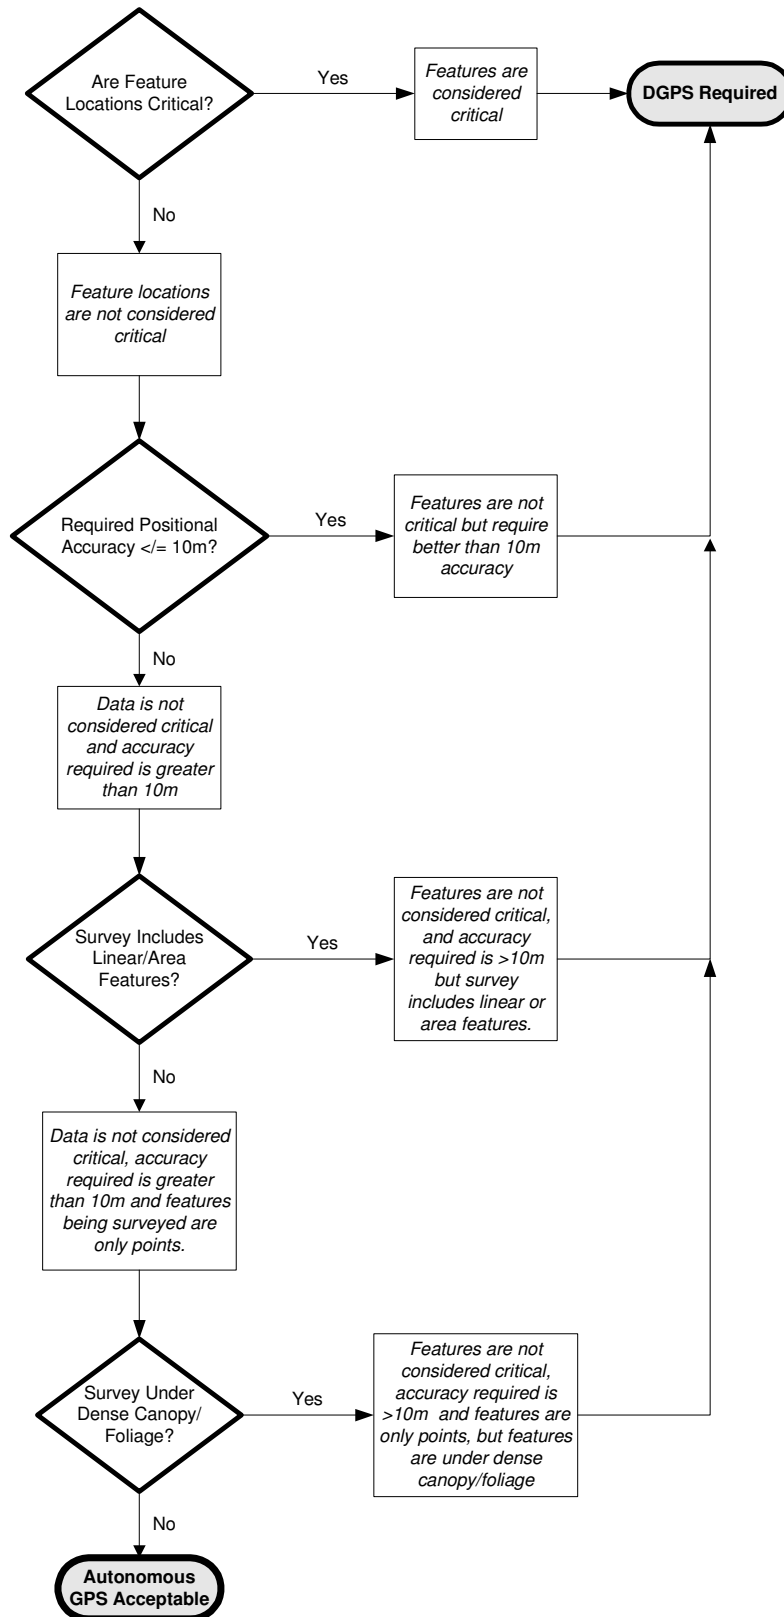 Are Feature
Locations Critical?
Yes
Features are
considered
critical
DGPS Required
No
Feature locations
are not considered
critical
Required Positional
Accuracy </= 10m?
Yes
Features are not
critical but require
better than 10m
accuracy
No
Data is not
considered critical
and accuracy
required is greater
than 10m
Survey Includes
Linear/Area
Features?
Yes
Features are not
considered critical,
and accuracy
required is >10m
but survey
includes linear or
area features.
No
Data is not considered
critical, accuracy
required is greater
than 10m and features
being surveyed are
only points.
Survey Under
Dense Canopy/
Foliage?
Yes
Features are not
considered critical,
accuracy required is
>10m  and features are
only points, but features
are under dense
canopy/foliage
No
Autonomous
GPS Acceptable